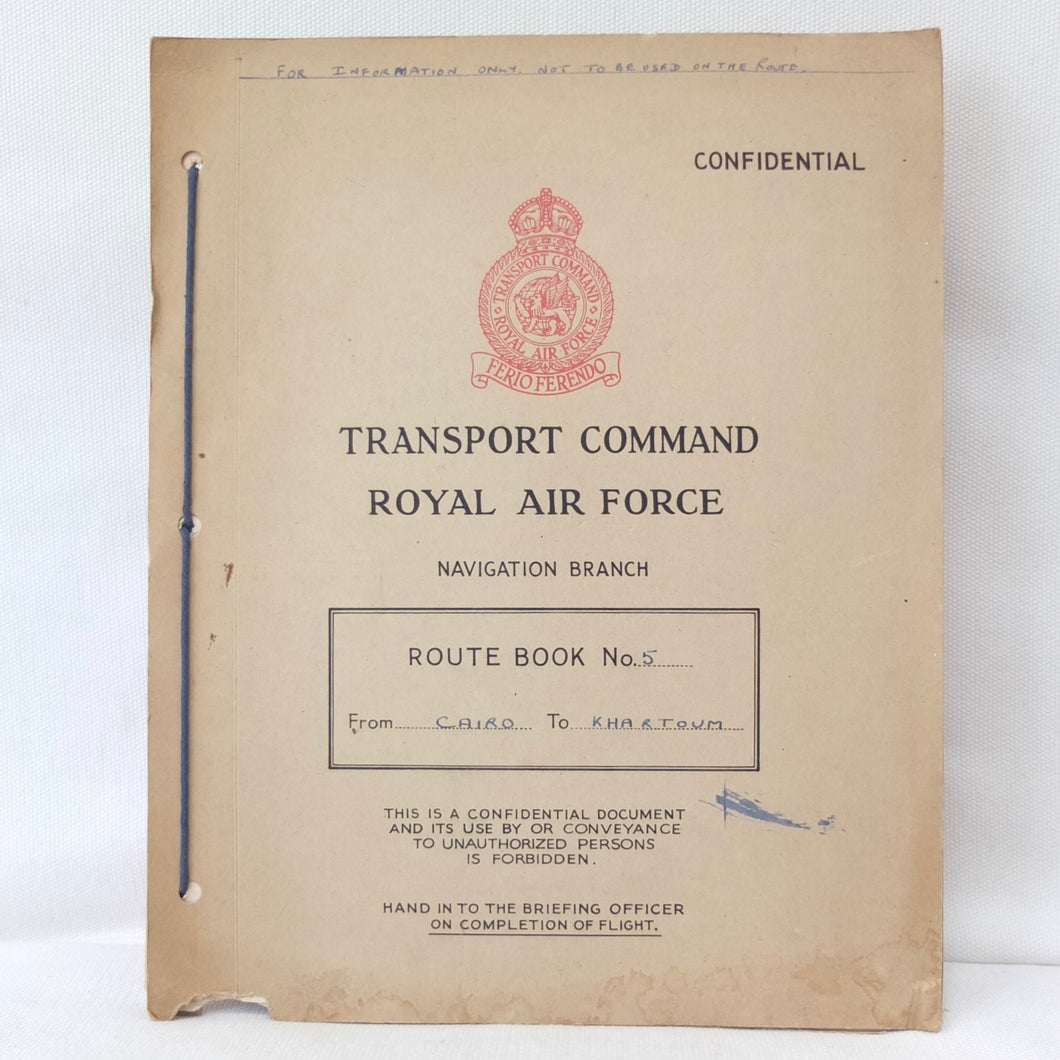 FOR INFORMATION ONLY. NOT TO BE USED ON THE ROUTE.
CONFIDENTIAL
TRANSPORT COMMAND
ROYAL AIR FORCE
FERIO FERENDO
TRANSPORT COMMAND
ROYAL AIR FORCE
NAVIGATION BRANCH
ROUTE BOOK No. 5
From CAIRO To KHARTOUM
THIS IS A CONFIDENTIAL DOCUMENT
AND ITS USE BY OR CONVEYANCE
TO UNAUTHORIZED PERSONS
IS FORBIDDEN.
HAND IN TO THE BRIEFING OFFICER
ON COMPLETION OF FLIGHT.